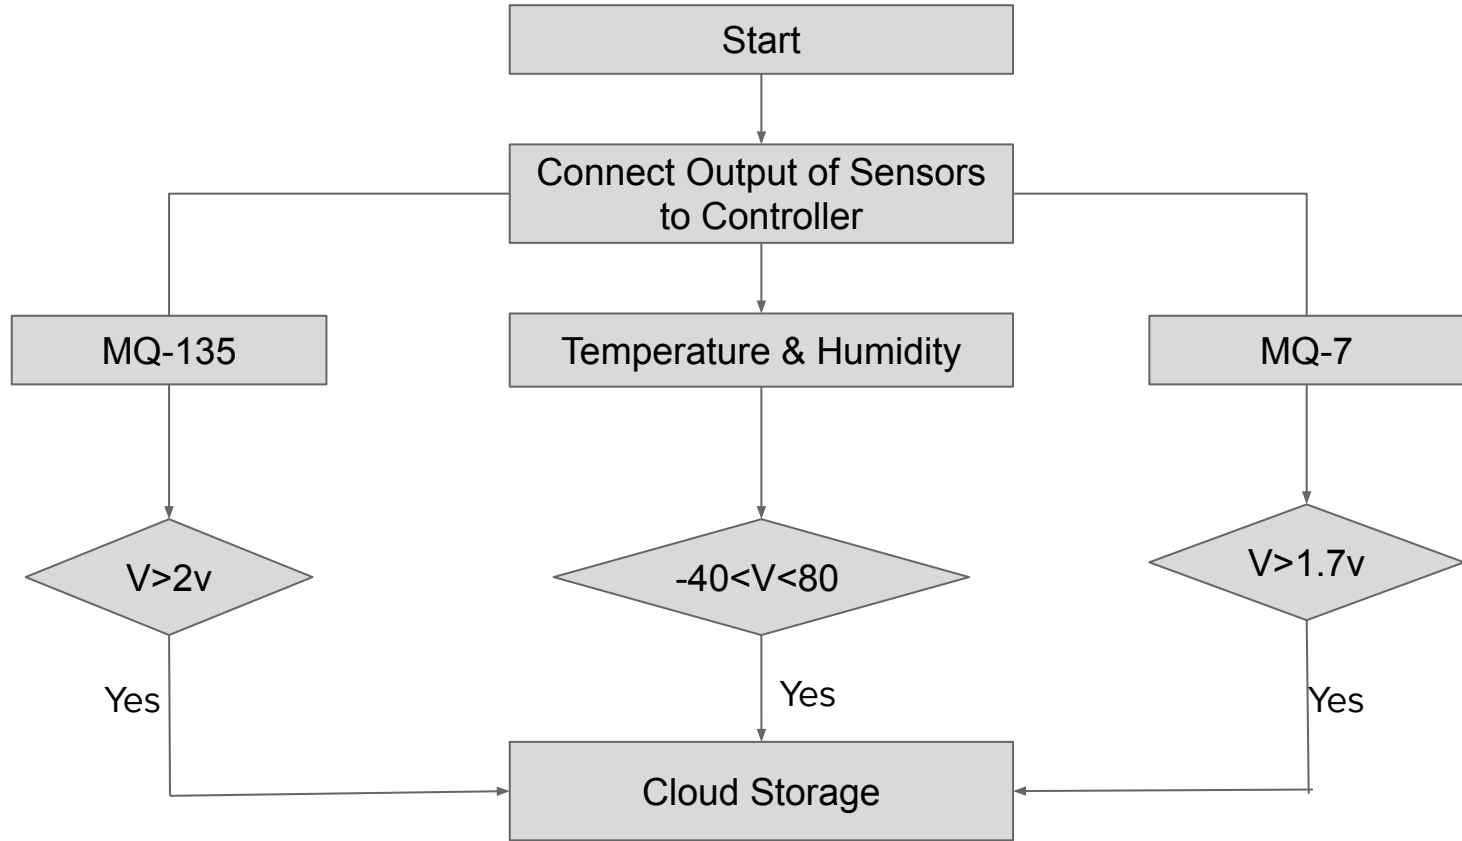 Start
Connect Output of Sensors
to Controller
MQ-135
Temperature & Humidity
MQ-7
V>2v
-40<V<80
V>1.7v
Yes
Yes
Yes
Cloud Storage